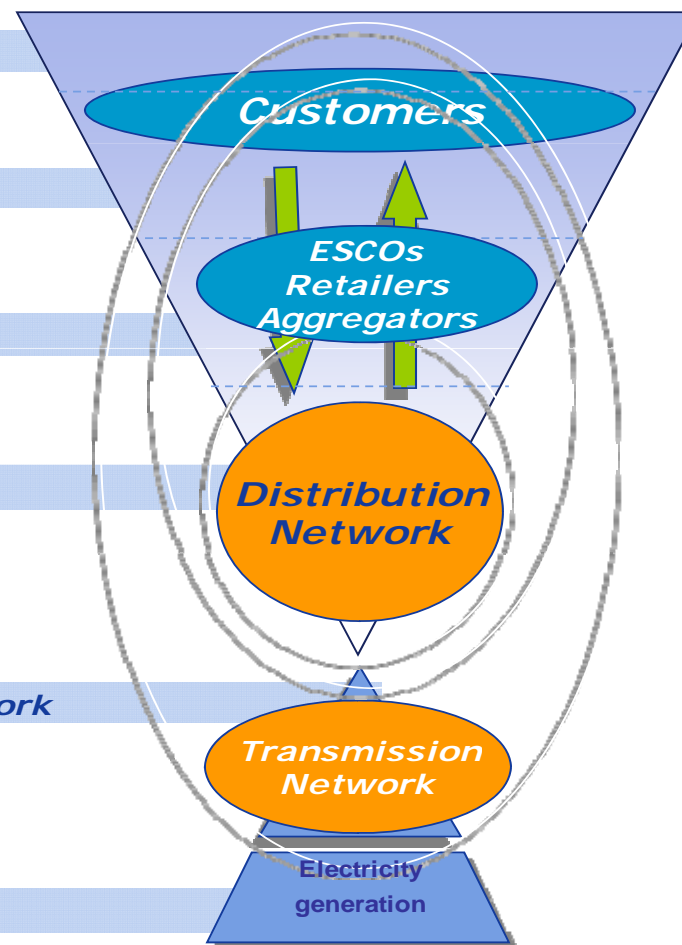 Customers
ESCOs
Retailers
Aggregators
Distribution
Network
ork
Transmission
Network
Electricity
generation